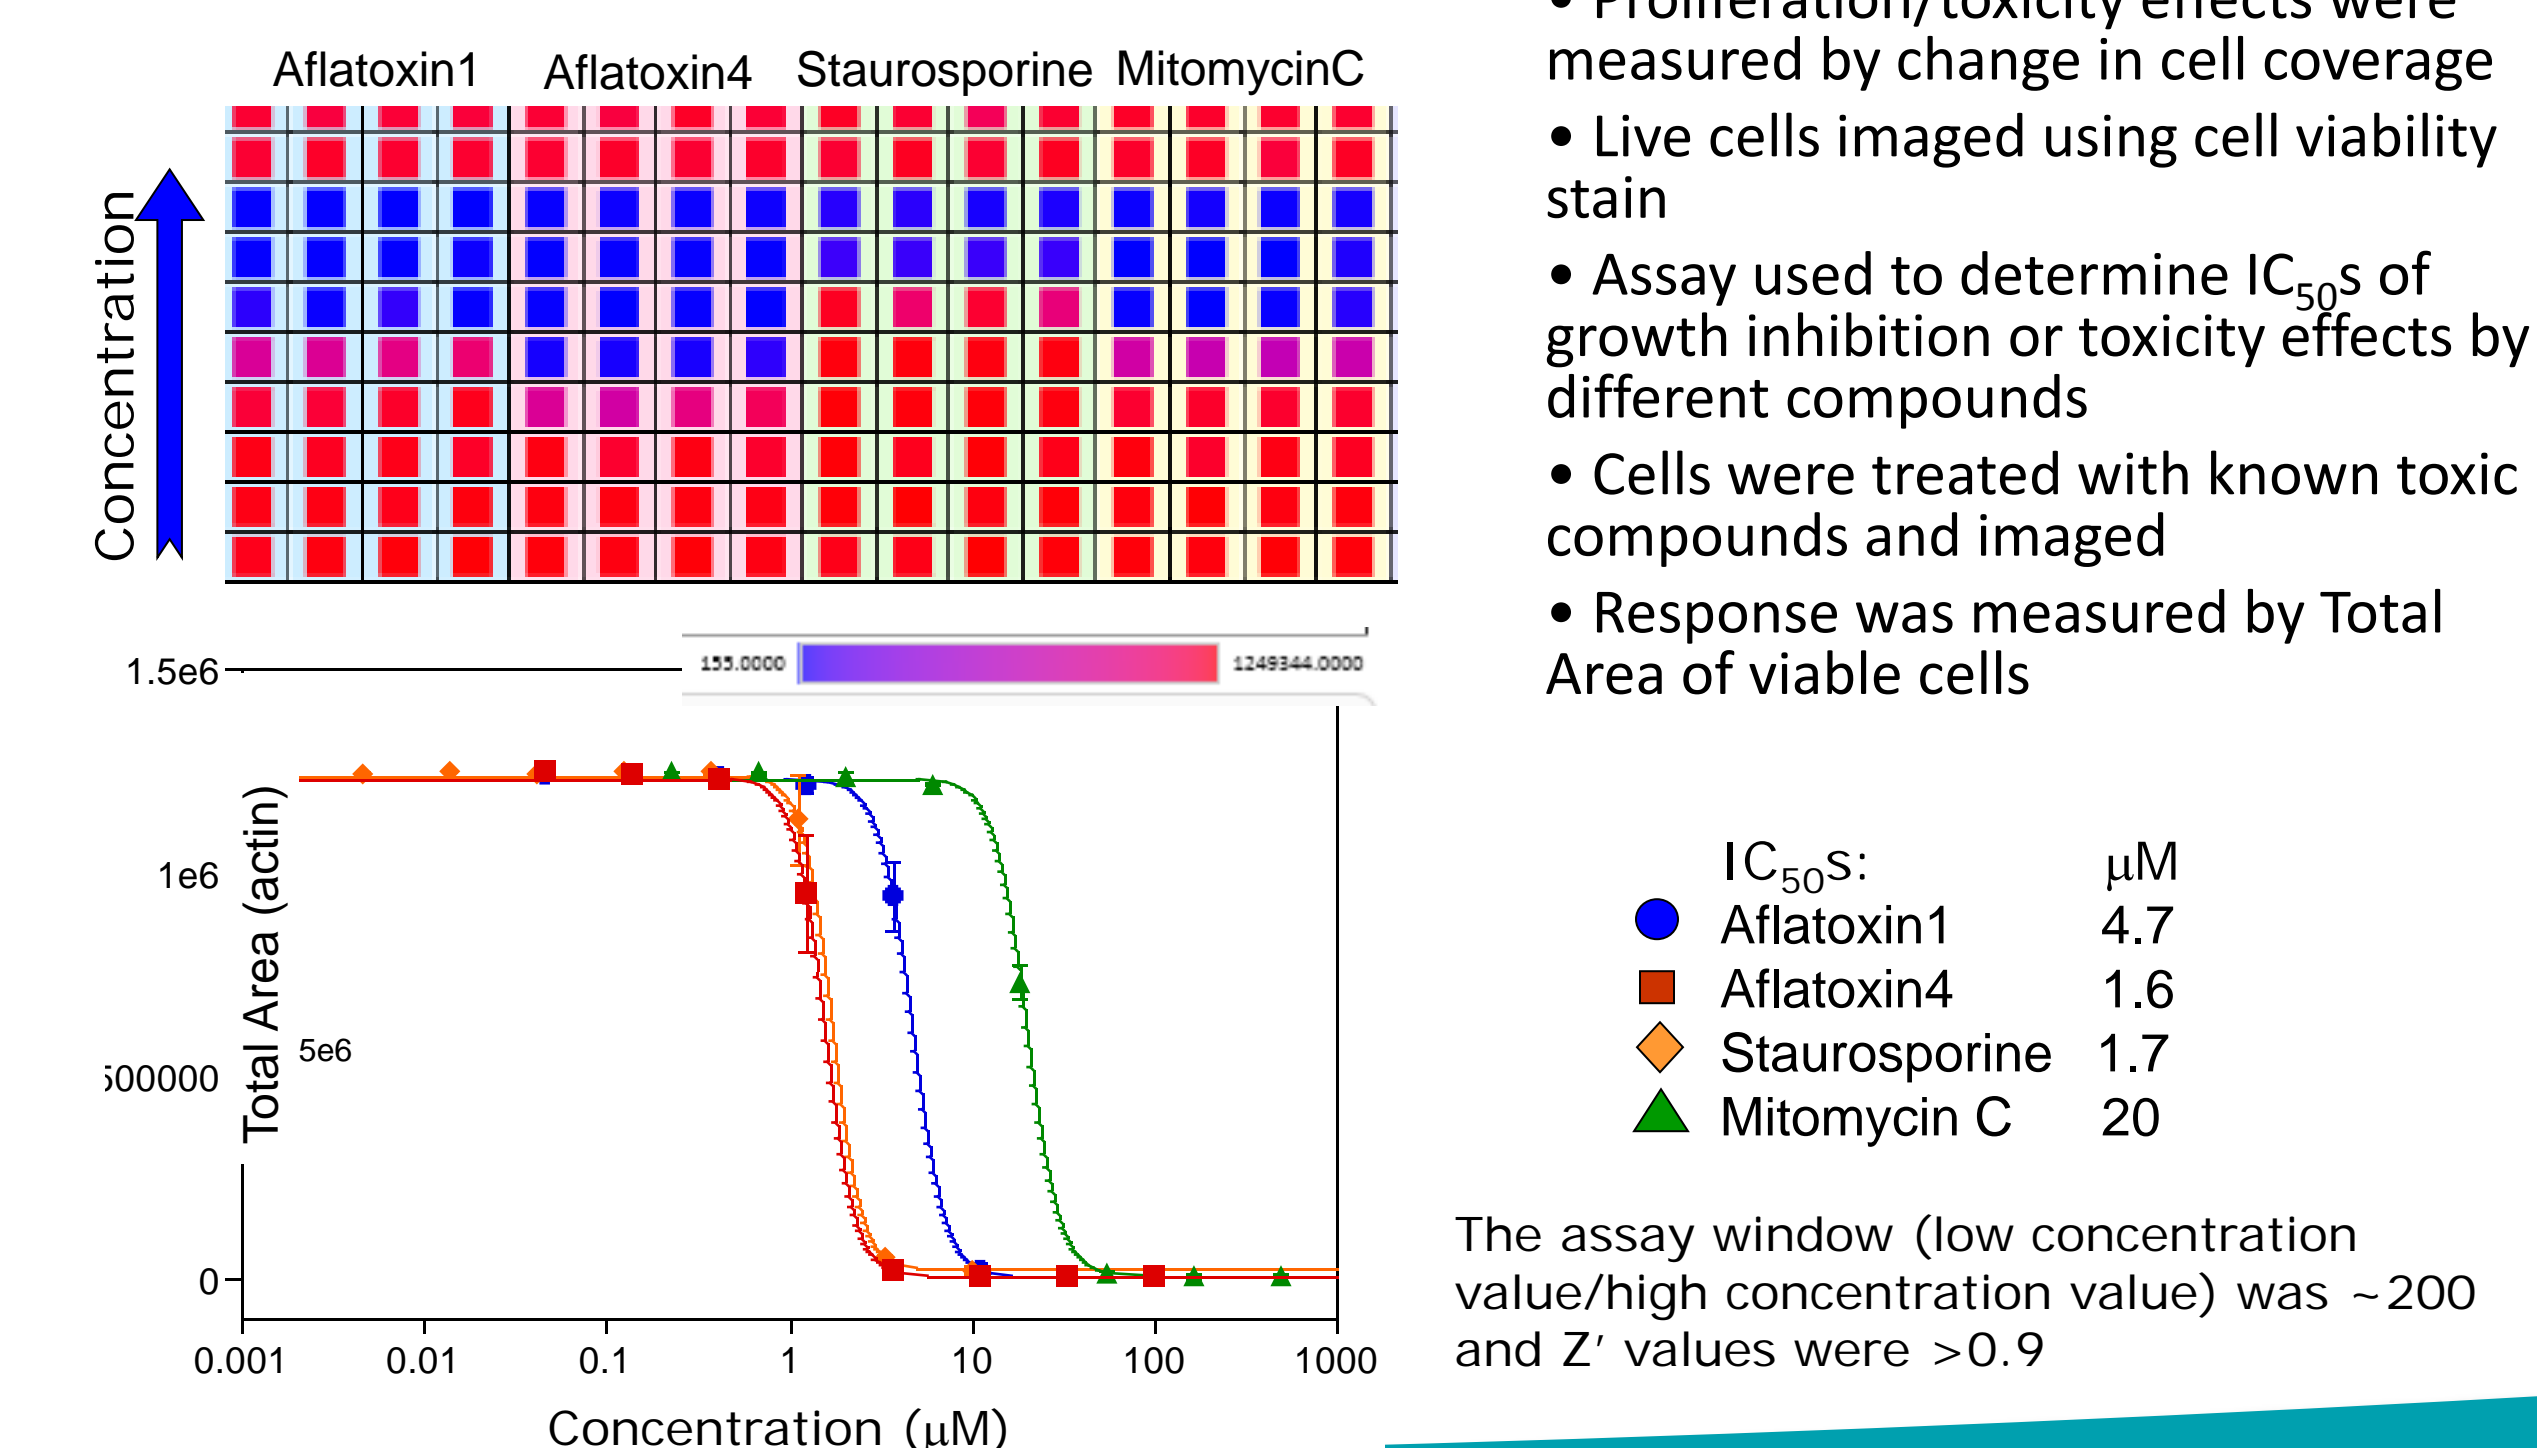 Aflatoxin1 Aflatoxin4 Staurosporine MitomycinC
Concentration
155.0000 1249344.0000
1.5e6
1e6
500000
0
5e6
Total Area (actin)
0.001 0.01 0.1 1 10 100 1000
Concentration (μM)
• Proliferation/toxicity effects were
measured by change in cell coverage
• Live cells imaged using cell viability
stain
• Assay used to determine IC50s of
growth inhibition or toxicity effects by
different compounds
• Cells were treated with known toxic
compounds and imaged
• Response was measured by Total
Area of viable cells
IC50s: μM
Aflatoxin1 4.7
Aflatoxin4 1.6
Staurosporine 1.7
Mitomycin C 20
The assay window (low concentration
value/high concentration value) was ~200
and Z′ values were >0.9